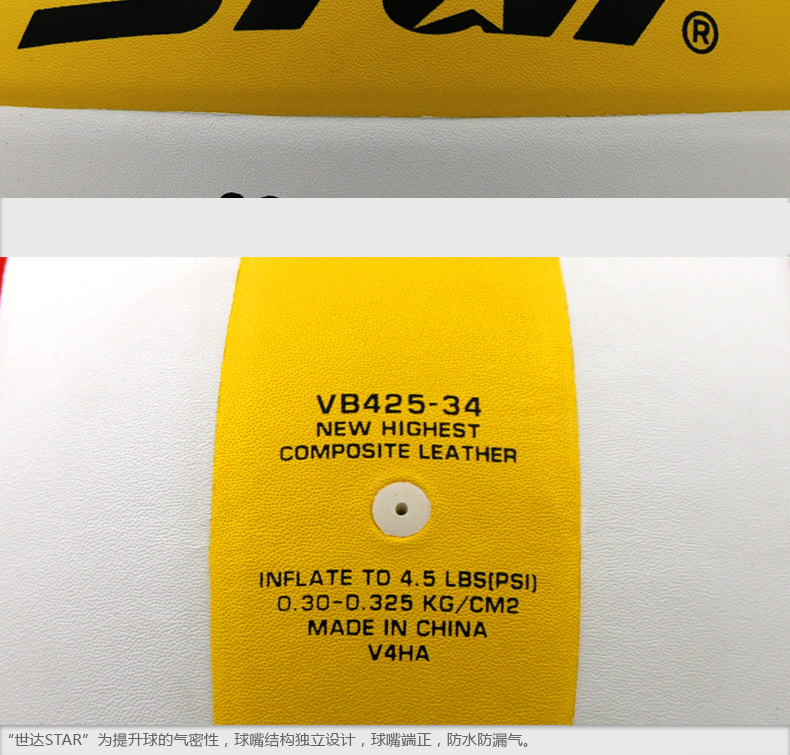 Star®
VB425-34
NEW HIGHEST
COMPOSITE LEATHER
INFLATE TO 4.5 LBS(PSI)
0.30-0.325 KG/CM2
MADE IN CHINA
V4HA
“世达STAR”为提升球的气密性，球嘴结构独立设计，球嘴端正，防水防漏气。